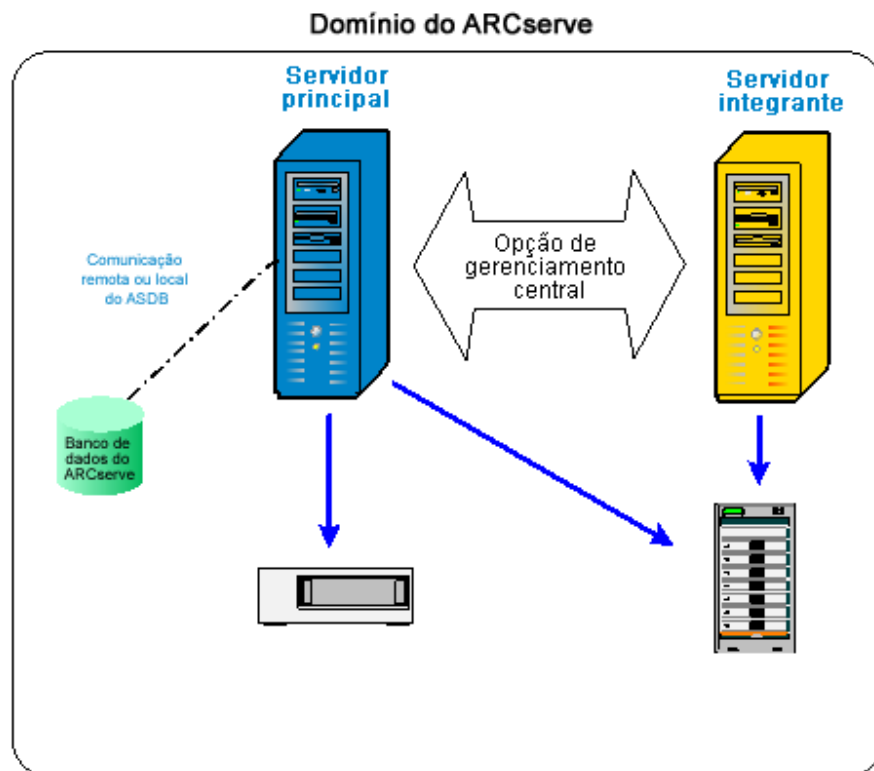 Domínio do ARCserve
Servidor
principal
Servidor
integrante
Comunicação
remota ou local
do ASDB
Opção de
gerenciamento
central
Banco de
dados do
ARCserve